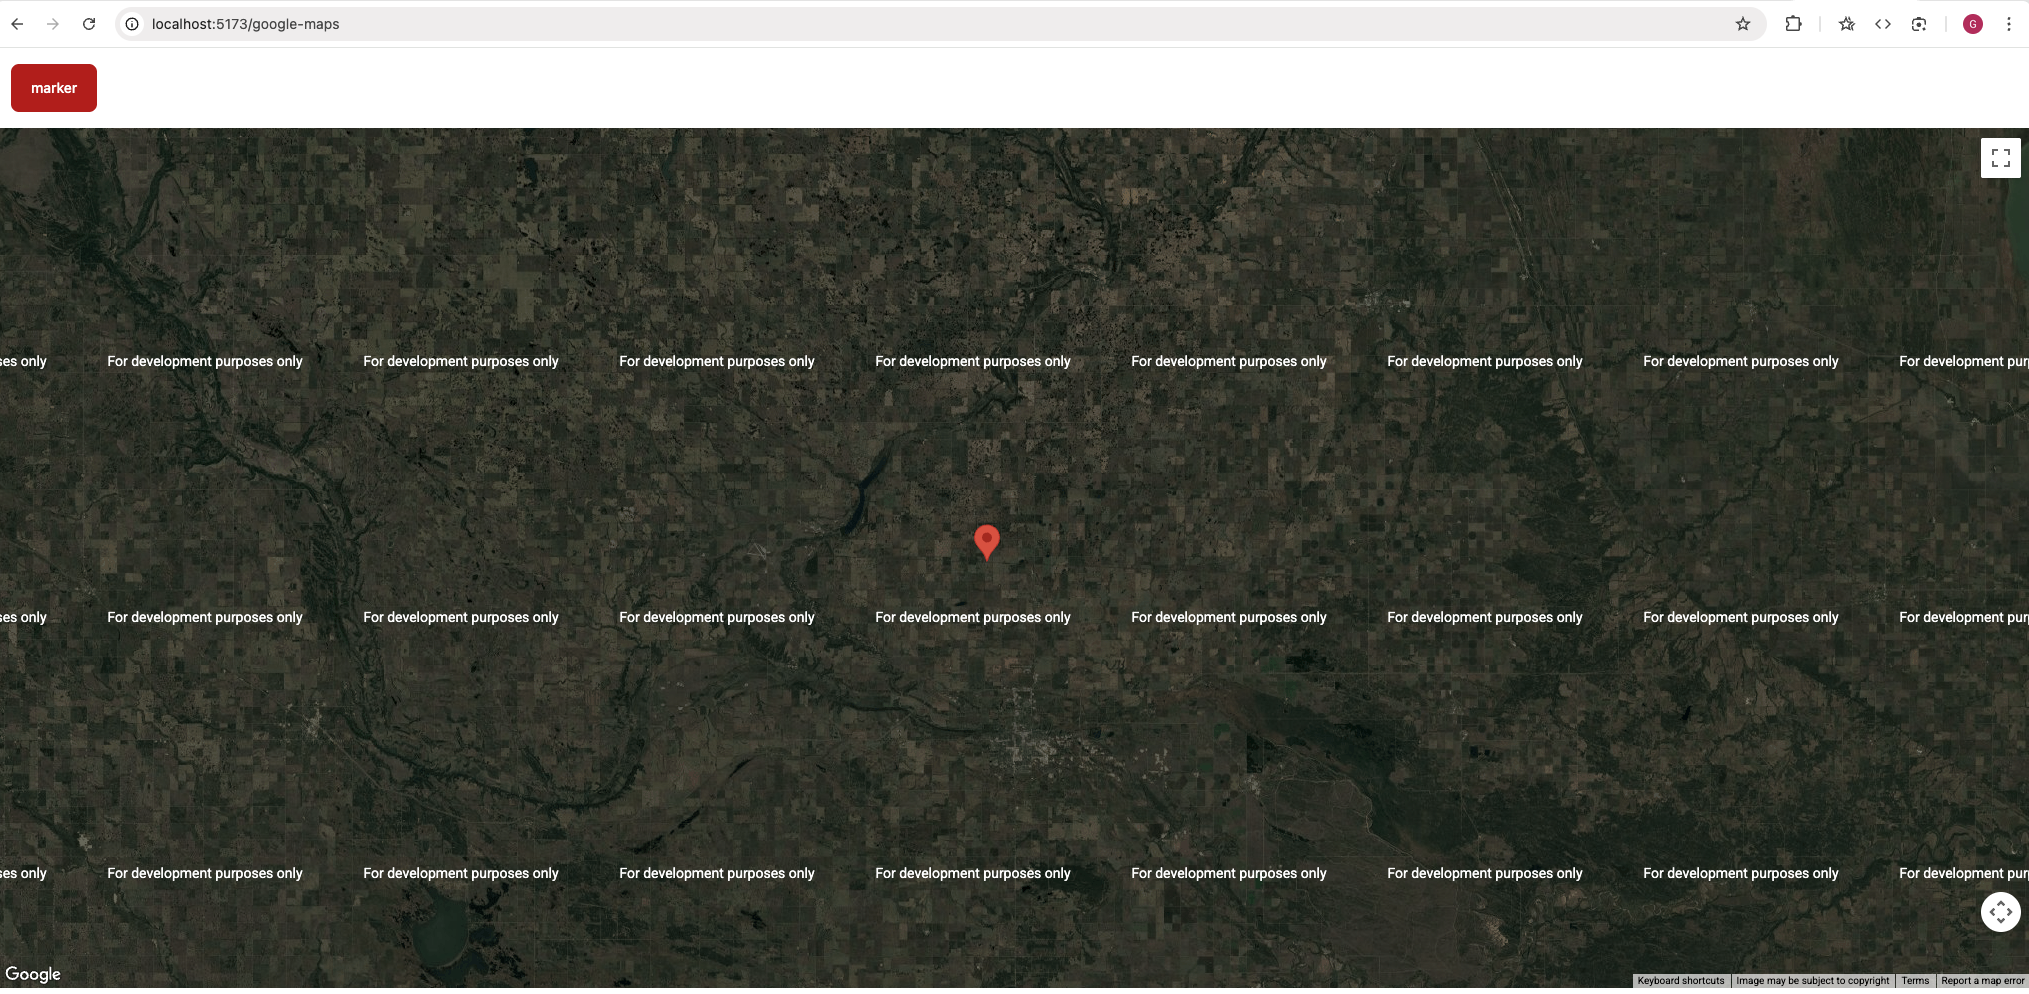 localhost:5173/google-maps
G
marker
ses only For development purposes only For development purposes only For development purposes only For development purposes only For development purposes only For development purposes only For development purposes only For development pur
ses only For development purposes only For development purposes only For development purposes only For development purposes only For development purposes only For development purposes only For development purposes only For development pur
ses only For development purposes only For development purposes only For development purposes only For development purposes only For development purposes only For development purposes only For development purposes only For development pur
Google
Keyboard shortcuts Image may be subject to copyright Terms Report a map error